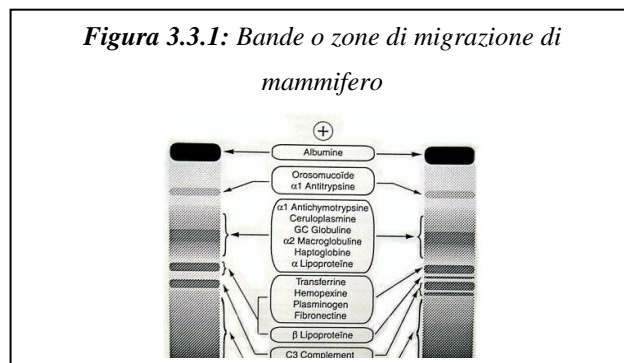 Figura 3.3.1: Bande o zone di migrazione di
mammifero
+
Albumine
Orosomucoïde
α1 Antitrypsine
α1 Antichymotrypsine
Ceruloplasmine
GC Globuline
α2 Macroglobuline
Haptoglobine
α Lipoproteïne
Transferrine
Hemopexine
Plasminogen
Fibronectine
β Lipoproteïne
C3 Complement